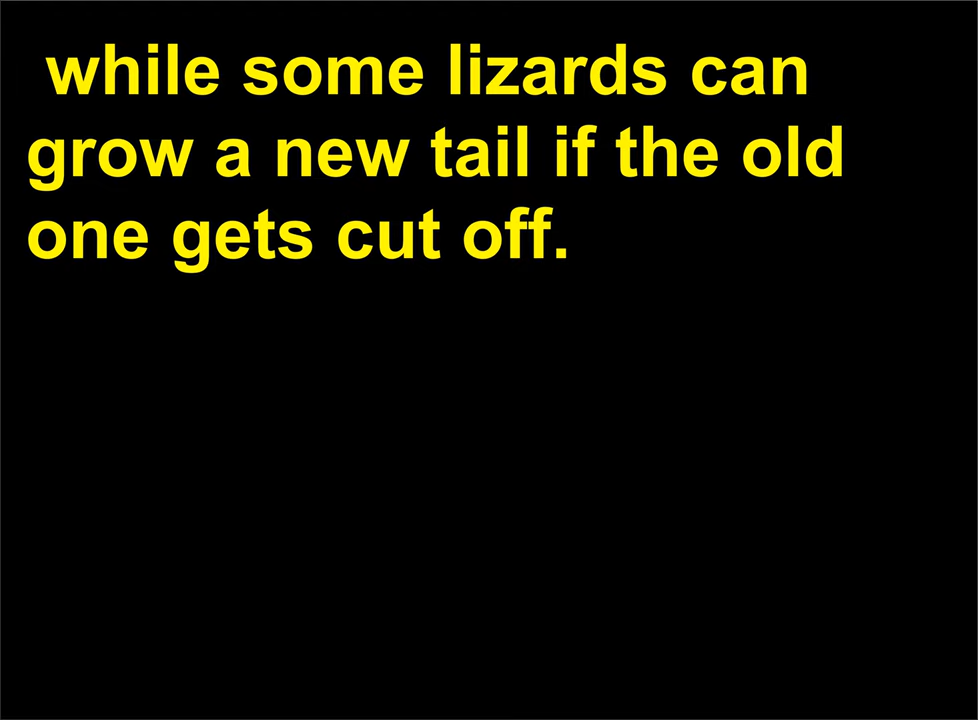 while some lizards can
grow a new tail if the old
one gets cut off.